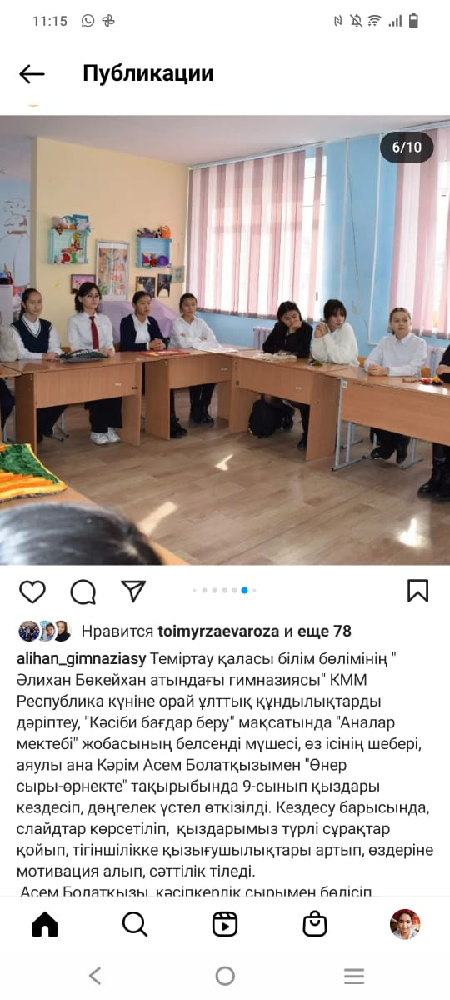 11:15
Публикации
6/10
Нравится toimyrzaevaroza и еще 78
alihan_gimnaziasy Теміртау қаласы білім бөлімінің "
Әлихан Бөкейхан атындағы гимназиясы" КММ
Республика күніне орай ұлттық құндылықтарды
дәріптеу, "Кәсіби бағдар беру" мақсатында "Аналар
мектебі" жобасының белсенді мүшесі, өз ісінің шебері,
аяулы ана Кәрім Асем Болатқызымен "Өнер
сыры-өрнекте" тақырыбында 9-сынып қыздары
кездесіп, дөңгелек үстел өткізілді. Кездесу барысында,
слайдтар көрсетіліп, қыздарымыз түрлі сұрақтар
қойып, тігіншілікке қызығушылықтары артып, өздеріне
мотивация алып, сәттілік тіледі.
Асем Болатқызы, кәсіпкерлік сырымен бөлісіп